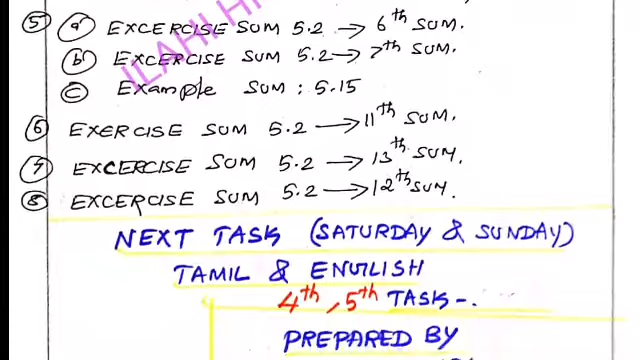 ⑤ ⓐ EXCERCISE SUM 5.2 → 6th SUM.
ⓑ EXCERCISE SUM 5.2 → 7th SUM.
ⓒ Example SUM : 5.15
⑥ EXERCISE SUM 5.2 → 11th SUM.
⑦ EXCERCISE SUM 5.2 → 13th SUM.
⑧ EXCERCISE SUM 5.2 → 12th SUM.
NEXT TASK (SATURDAY & SUNDAY)
TAMIL & ENGLISH
4th, 5th TASK -.
PREPARED BY
ILAHI